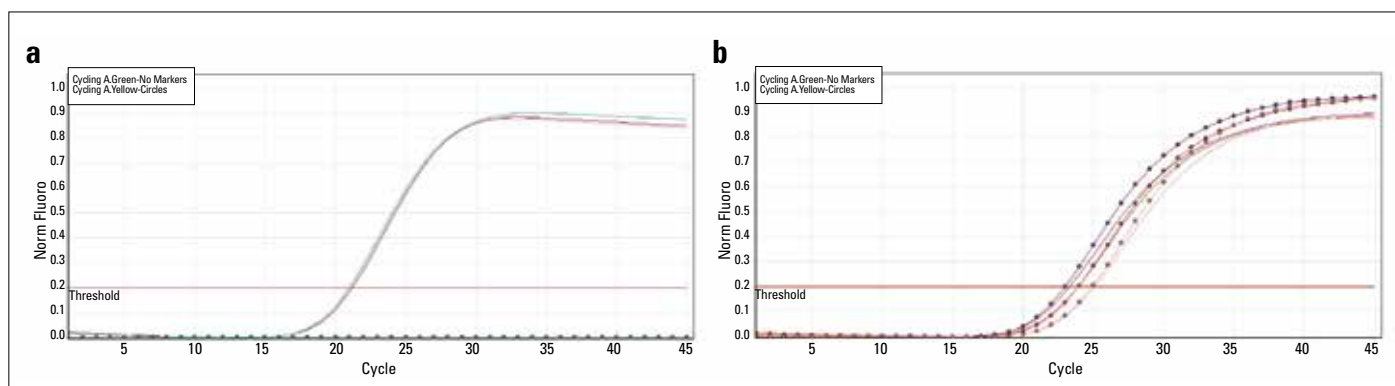 a
Cycling A.Green-No Markers
Cycling A.Yellow-Circles
1.0
0.9
0.8
0.7
0.6
0.5
0.4
0.3
0.2
0.1
0.0
Norm Fluoro
Threshold
5 10 15 20 25 30 35 40 45
Cycle
b
Cycling A.Green-No Markers
Cycling A.Yellow-Circles
1.0
0.9
0.8
0.7
0.6
0.5
0.4
0.3
0.2
0.1
0.0
Norm Fluoro
Threshold
5 10 15 20 25 30 35 40 45
Cycle